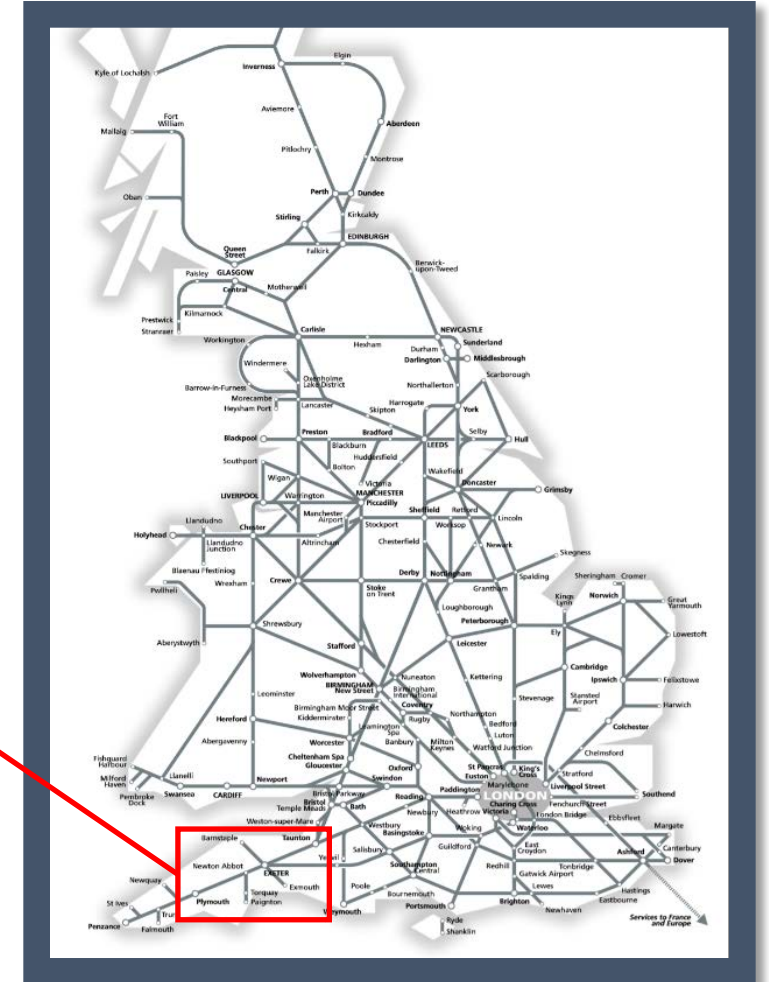 Elgin
Inverness
Kyle of Lochalsh
Aviemore
Fort
William
Aberdeen
Mallaig
Pitlochry
Montrose
Perth
Dundee
Oban
Stirling
Kirkcaldy
EDINBURGH
Queen
Street
Falkirk
Berwick-
upon-Tweed
Paisley
GLASGOW
Central
Motherwell
Kilmarnock
Prestwick
Stranraer
Carlisle
NEWCASTLE
Workington
Hexham
Durham
Sunderland
Darlington
Middlesbrough
Windermere
Scarborough
Oxenholme
Lake District
Barrow-in-Furness
Northallerton
Morecambe
Heysham Port
Lancaster
Harrogate
York
Skipton
Blackpool
Preston
Bradford
Selby
Hull
Blackburn
LEEDS
Huddersfield
Southport
Bolton
Wakefield
Wigan
Victoria
Doncaster
MANCHESTER
Piccadilly
Grimsby
LIVERPOOL
Warrington
Manchester
Airport
Sheffield
Retford
Llandudno
Stockport
Worksop
Lincoln
Holyhead
Chester
Llandudno
Junction
Altrincham
Chesterfield
Newark
Skegness
Blaenau Ffestiniog
Wrexham
Crewe
Derby
Nottingham
Spalding
Sheringham
Cromer
Pwllheli
Stoke
on Trent
Grantham
Kings
Lynn
Norwich
Great
Yarmouth
Loughborough
Peterborough
Shrewsbury
Ely
Lowestoft
Aberystwyth
Stafford
Leicester
Wolverhampton
Nuneaton
Kettering
Cambridge
BIRMINGHAM
New Street
Birmingham
International
Ipswich
Felixstowe
Leominster
Stevenage
Stansted
Airport
Birmingham Moor Street
Coventry
Harwich
Kidderminster
Rugby
Northampton
Hereford
Leamington
Spa
Bedford
Colchester
Worcester
Banbury
Milton
Keynes
Luton
Abergavenny
Watford Junction
Chelmsford
Fishguard
Harbour
Cheltenham Spa
Gloucester
Oxford
St Pancras
King's
Cross
Stratford
Llanelli
Euston
Milford
Haven
Newport
Swindon
Marylebone
Liverpool Street
Pembroke
Dock
Swansea
CARDIFF
Bristol Parkway
Reading
Paddington
LONDON
Southend
Bristol
Temple Meads
Bath
Newbury
Heathrow
Victoria
Charing Cross
Fenchurch Street
Weston-super-Mare
London Bridge
Ebbsfleet
Westbury
Woking
Waterloo
Margate
Barnstaple
Taunton
Basingstoke
Guildford
East
Croydon
Canterbury
Salisbury
Ashford
Dover
Newton Abbot
EXETER
Southampton
Central
Redhill
Tonbridge
Gatwick Airport
Newquay
Exmouth
Poole
Lewes
Hastings
St Ives
Plymouth
Torquay
Paignton
Bournemouth
Eastbourne
Weymouth
Portsmouth
Brighton
Newhaven
Penzance
Falmouth
Ryde
Shanklin
Services to France
and Europe